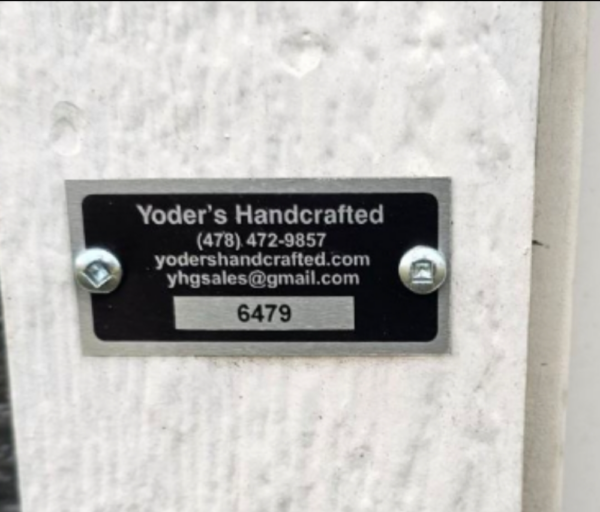 Yoder's Handcrafted
(478) 472-9857
yodershandcrafted.com
yhgsales@gmail.com
6479